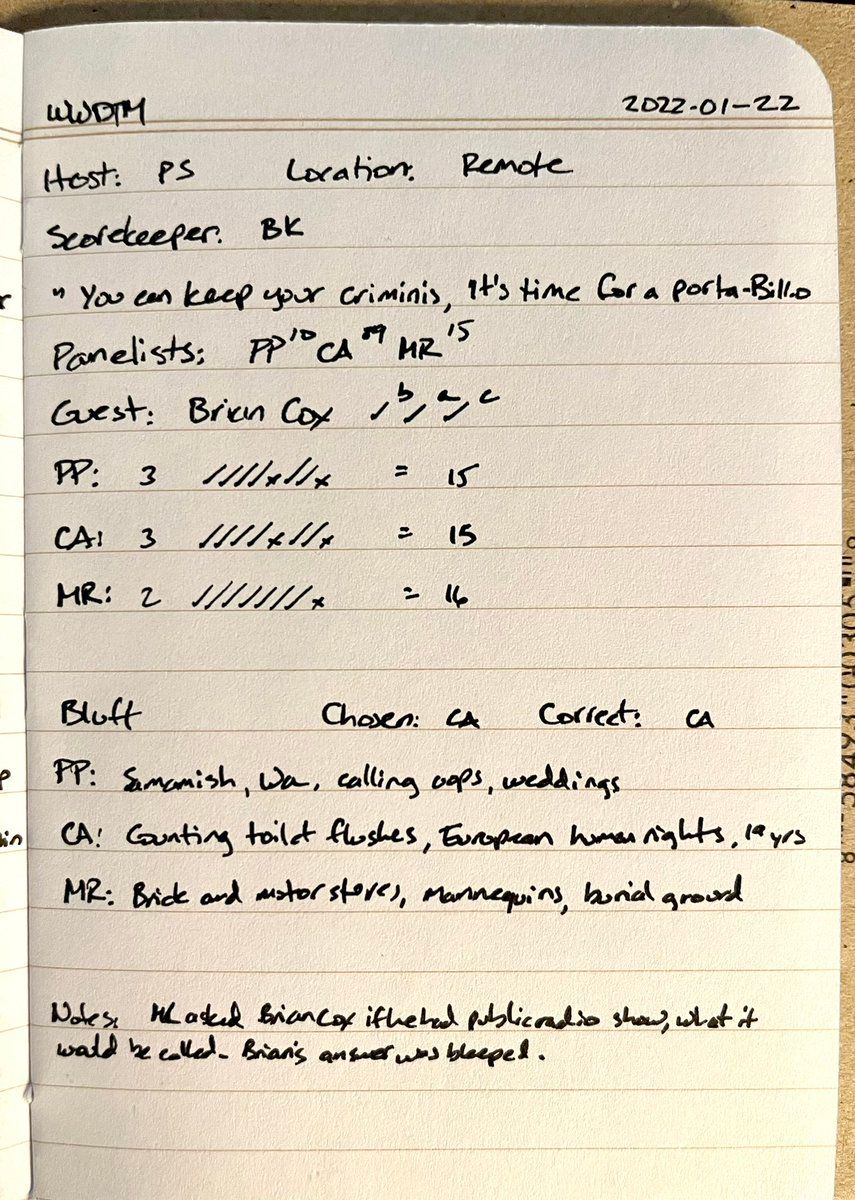 WWDTM 2022-01-22
Host: PS Location: Remote
Scorekeeper: BK
" You can keep your criminis, it's time for a porta-Bill.o
Panelists: PP 10 CA 9 MR 15
Guest: Brian Cox ✓ b ✓ a ✓ c
PP: 3 ////x//x = 15
CA: 3 ////x//x = 15
MR: 2 ///////x = 16
Bluff Chosen: CA Correct: CA
PP: Samamish, Wa, calling oops, weddings
CA: Counting toilet flushes, European human rights, 19 yrs
MR: Brick and motor stores, Mannequins, burial ground
Notes: asked Brian Cox if he had public radio show, what it
would be called. Brian's answer was bleeped.